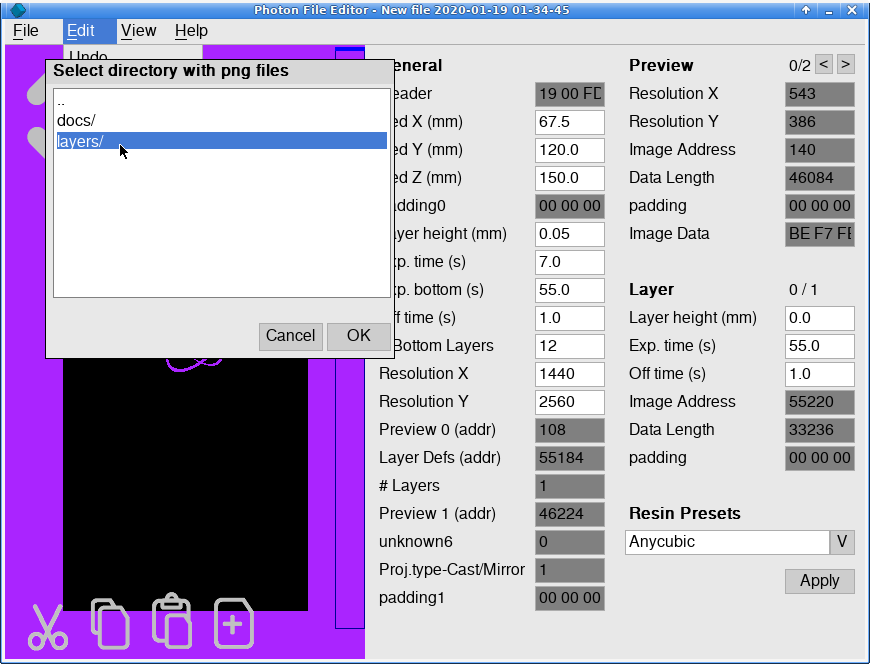 Photon File Editor - New file 2020-01-19 01-34-45
File Edit View Help
Undo
Select directory with png files
..
docs/
layers/
Cancel OK
General
eader 19 00 FD
ed X (mm) 67.5
ed Y (mm) 120.0
ed Z (mm) 150.0
adding0 00 00 00
ayer height (mm) 0.05
xp. time (s) 7.0
xp. bottom (s) 55.0
ff time (s) 1.0
Bottom Layers 12
Resolution X 1440
Resolution Y 2560
Preview 0 (addr) 108
Layer Defs (addr) 55184
# Layers 1
Preview 1 (addr) 46224
unknown6 0
Proj.type-Cast/Mirror 1
padding1 00 00 00
Preview 0/2 < >
Resolution X 543
Resolution Y 386
Image Address 140
Data Length 46084
padding 00 00 00
Image Data BE F7 FE
Layer 0 / 1
Layer height (mm) 0.0
Exp. time (s) 55.0
Off time (s) 1.0
Image Address 55220
Data Length 33236
padding 00 00 00
Resin Presets
Anycubic V
Apply